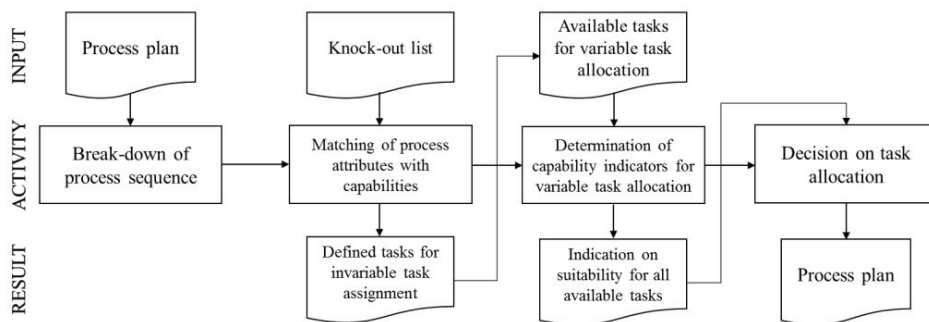 INPUT
Process plan
Knock-out list
Available tasks
for variable task
allocation
ACTIVITY
Break-down of
process sequence
Matching of process
attributes with
capabilities
Determination of
capability indicators for
variable task allocation
Decision on task
allocation
RESULT
Defined tasks for
invariable task
assignment
Indication on
suitability for all
available tasks
Process plan